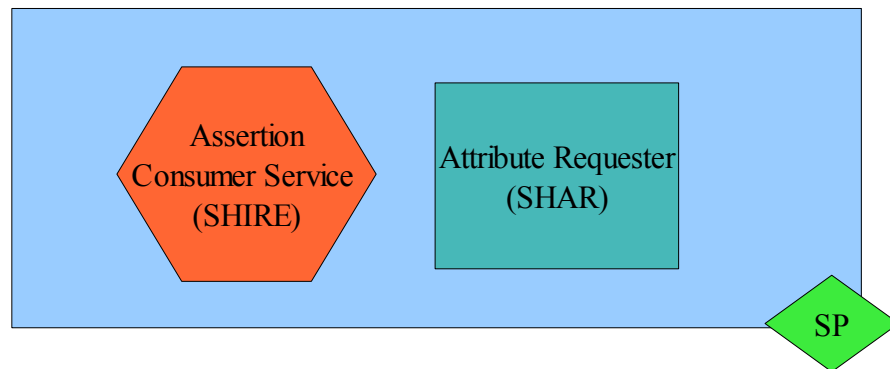 Assertion
Consumer Service
(SHIRE)
Attribute Requester
(SHAR)
SP